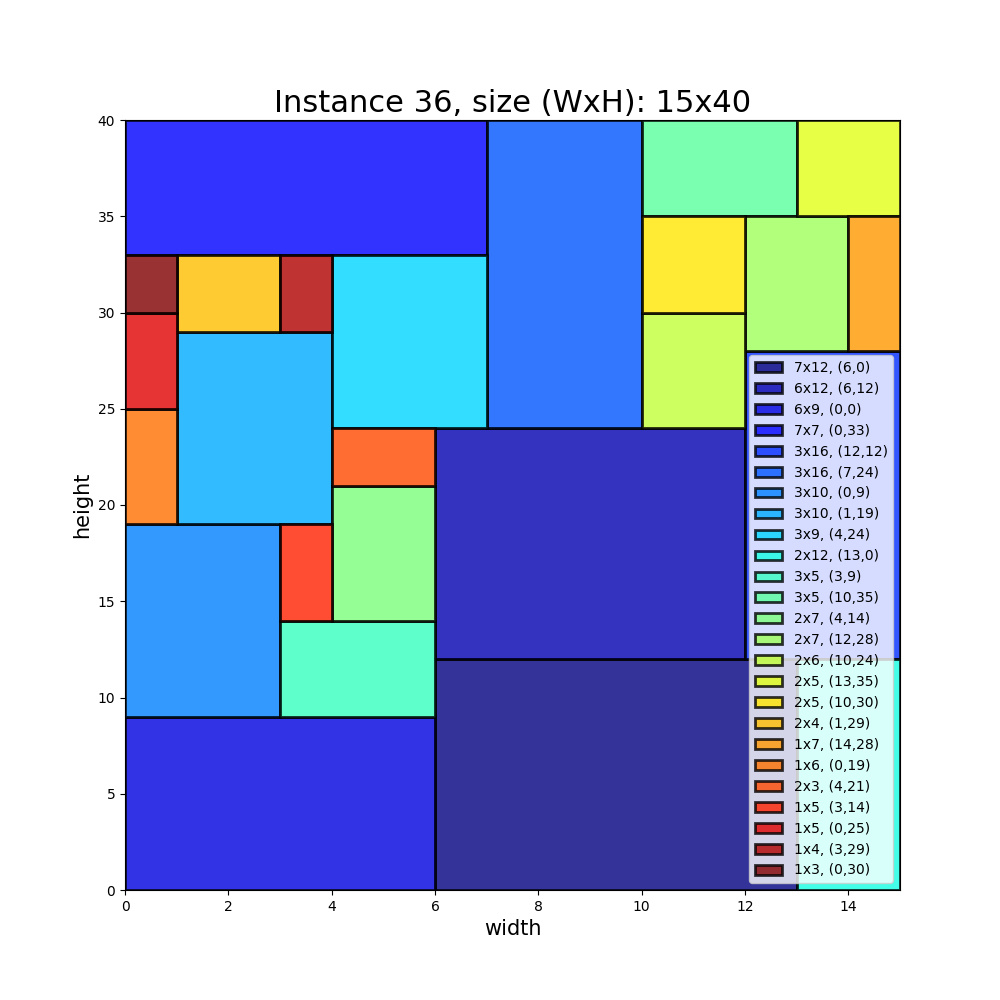 Instance 36, size (WxH): 15x40
height
40
35
30
25
20
15
10
5
0
7x12, (6,0)
6x12, (6,12)
6x9, (0,0)
7x7, (0,33)
3x16, (12,12)
3x16, (7,24)
3x10, (0,9)
3x10, (1,19)
3x9, (4,24)
2x12, (13,0)
3x5, (3,9)
3x5, (10,35)
2x7, (4,14)
2x7, (12,28)
2x6, (10,24)
2x5, (13,35)
2x5, (10,30)
2x4, (1,29)
1x7, (14,28)
1x6, (0,19)
2x3, (4,21)
1x5, (3,14)
1x5, (0,25)
1x4, (3,29)
1x3, (0,30)
0 2 4 6 8 10 12 14
width